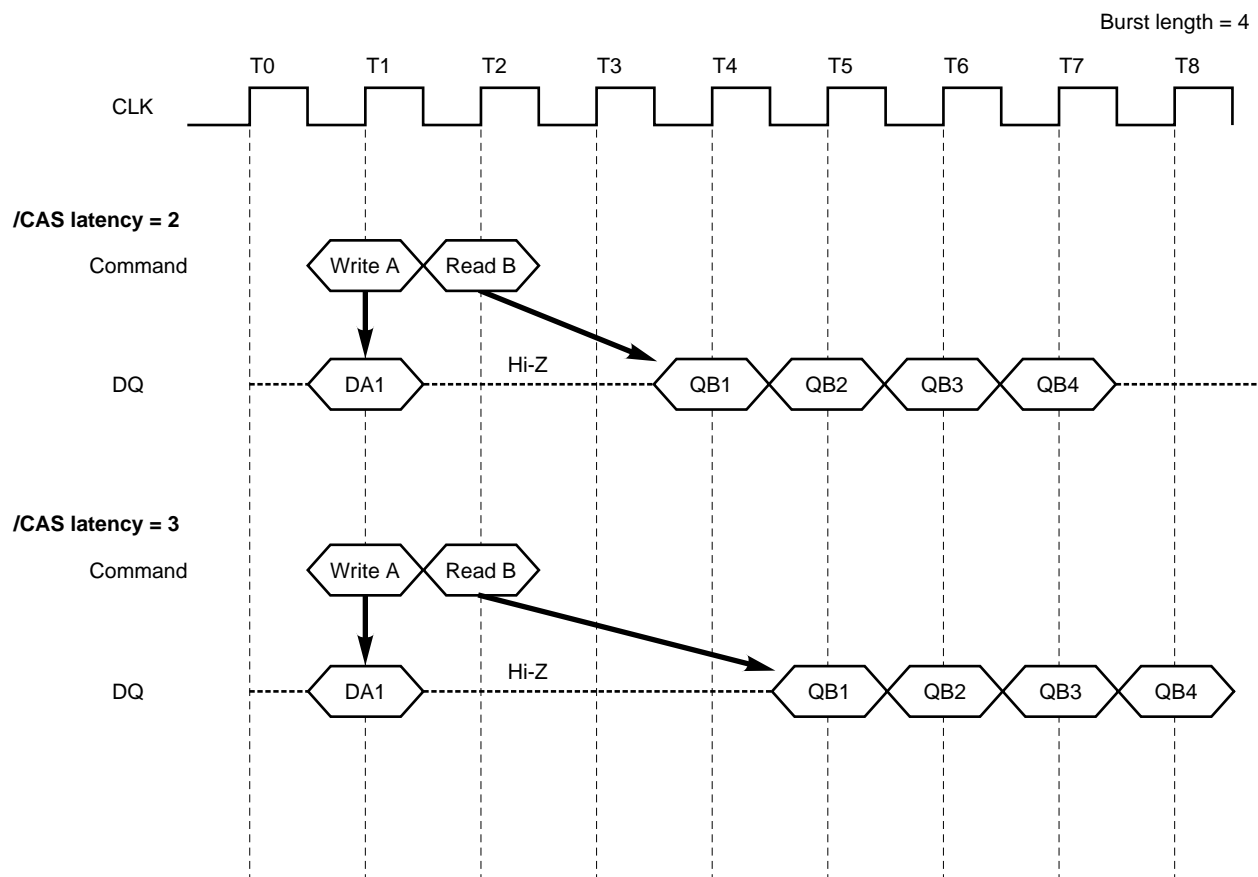 Burst length = 4
T0 T1 T2 T3 T4 T5 T6 T7 T8
CLK
/CAS latency = 2
Command Write A Read B
Hi-Z
DQ DA1 QB1 QB2 QB3 QB4
/CAS latency = 3
Command Write A Read B
Hi-Z
DQ DA1 QB1 QB2 QB3 QB4